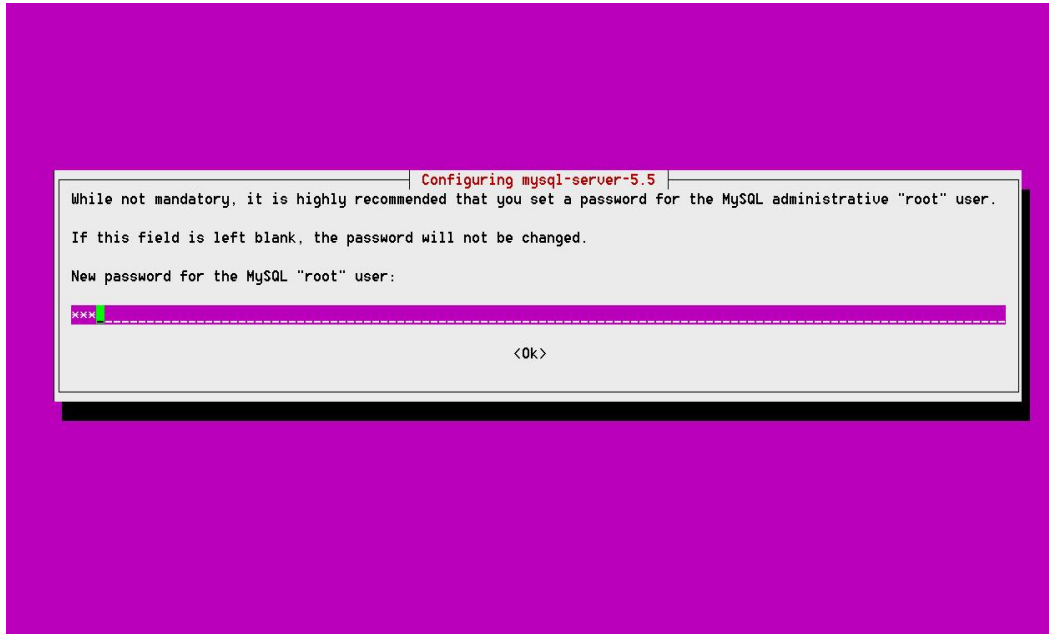 Configuring mysql-server-5.5
While not mandatory, it is highly recommended that you set a password for the MySQL administrative "root" user.
If this field is left blank, the password will not be changed.
New password for the MySQL "root" user:
***
<Ok>